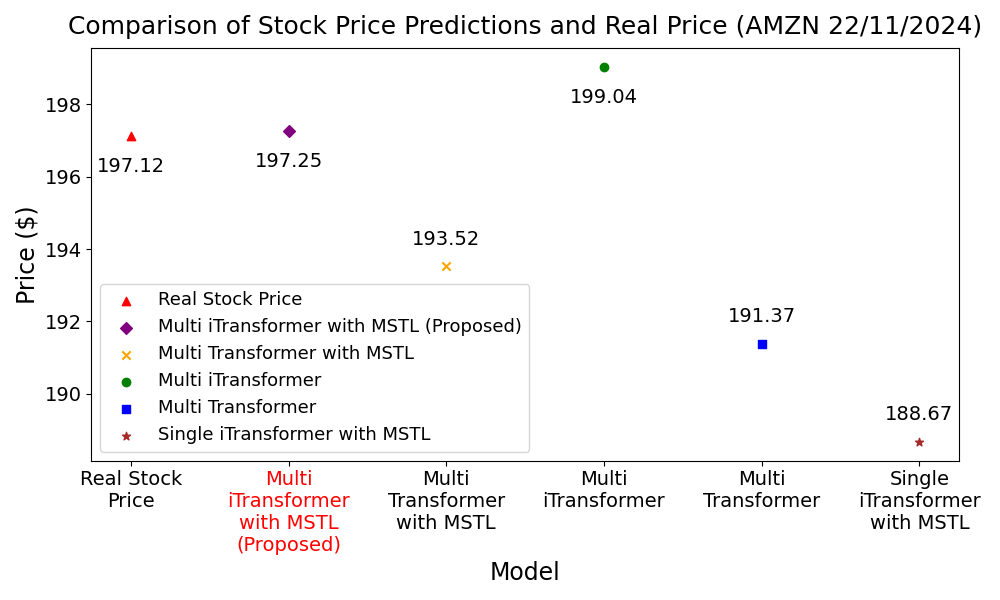 Comparison of Stock Price Predictions and Real Price (AMZN 22/11/2024)
Price ($)
198
196
194
192
190
197.12
197.25
193.52
199.04
191.37
188.67
Real Stock Price
Multi iTransformer with MSTL (Proposed)
Multi Transformer with MSTL
Multi iTransformer
Multi Transformer
Single iTransformer with MSTL
Real Stock
Price
Multi
iTransformer
with MSTL
(Proposed)
Multi
Transformer
with MSTL
Multi
iTransformer
Multi
Transformer
Single
iTransformer
with MSTL
Model